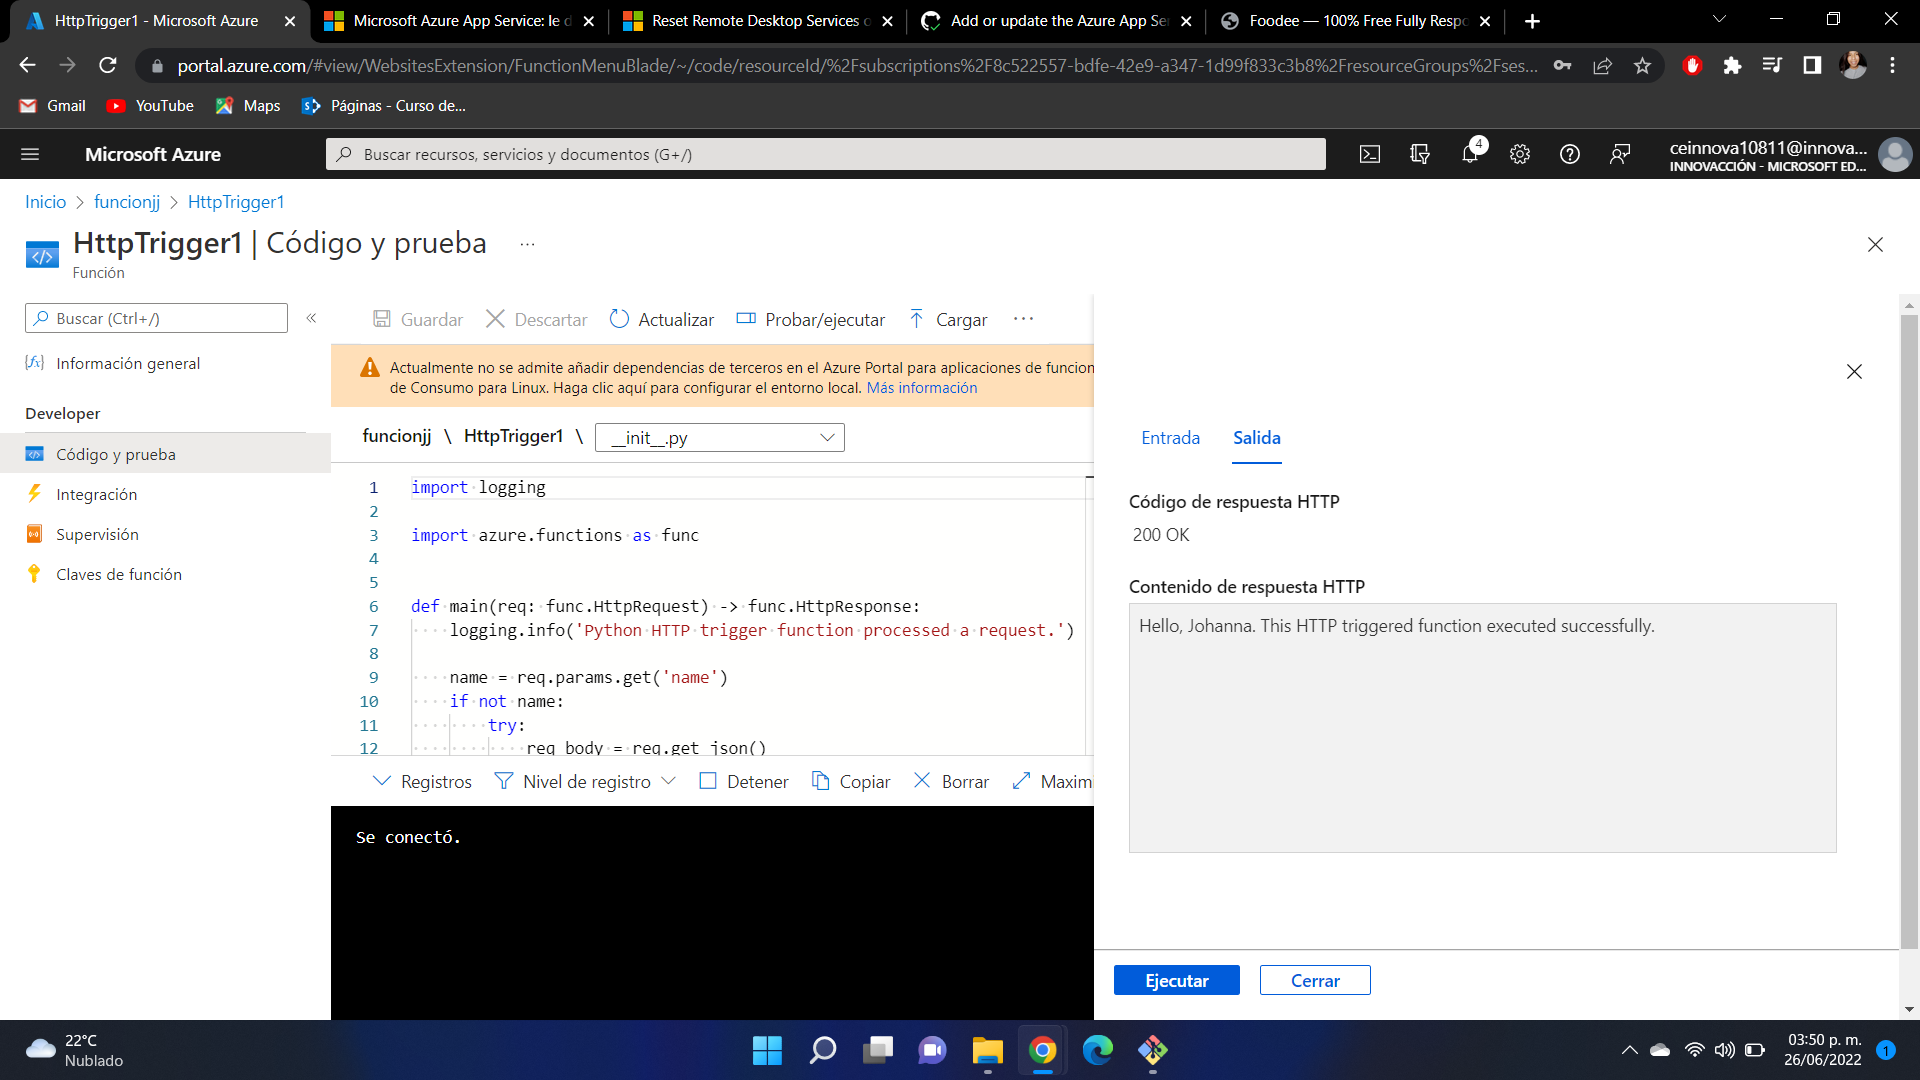 HttpTrigger1 - Microsoft Azure
Microsoft Azure App Service: le d
Reset Remote Desktop Services o
Add or update the Azure App Se
Foodee — 100% Free Fully Respo
portal.azure.com/#view/WebsitesExtension/FunctionMenuBlade/~/code/resourceId/%2Fsubscriptions%2F8c522557-bdfe-42e9-a347-1d99f833c3b8%2FresourceGroups%2Fses...
Gmail
YouTube
Maps
Páginas - Curso de...
Microsoft Azure
Buscar recursos, servicios y documentos (G+/)
4
ceinnova10811@innova...
INNOVACCIÓN - MICROSOFT ED...
Inicio > funcionjj > HttpTrigger1
HttpTrigger1 | Código y prueba ...
Función
Buscar (Ctrl+/)
«
Información general
Developer
Código y prueba
Integración
Supervisión
Claves de función
Guardar
Descartar
Actualizar
Probar/ejecutar
Cargar
...
Actualmente no se admite añadir dependencias de terceros en el Azure Portal para aplicaciones de funcion
de Consumo para Linux. Haga clic aquí para configurar el entorno local. Más información
funcionjj \ HttpTrigger1 \ __init__.py
1 import logging
2
3 import azure.functions as func
4
5
6 def main(req: func.HttpRequest) -> func.HttpResponse:
7 logging.info('Python HTTP trigger function processed a request.')
8
9 name = req.params.get('name')
10 if not name:
11 try:
12 req_body = req.get_json()
Registros
Nivel de registro
Detener
Copiar
Borrar
Maxim
Se conectó.
Entrada
Salida
Código de respuesta HTTP
200 OK
Contenido de respuesta HTTP
Hello, Johanna. This HTTP triggered function executed successfully.
Ejecutar
Cerrar
22°C
Nublado
03:50 p. m.
26/06/2022
1